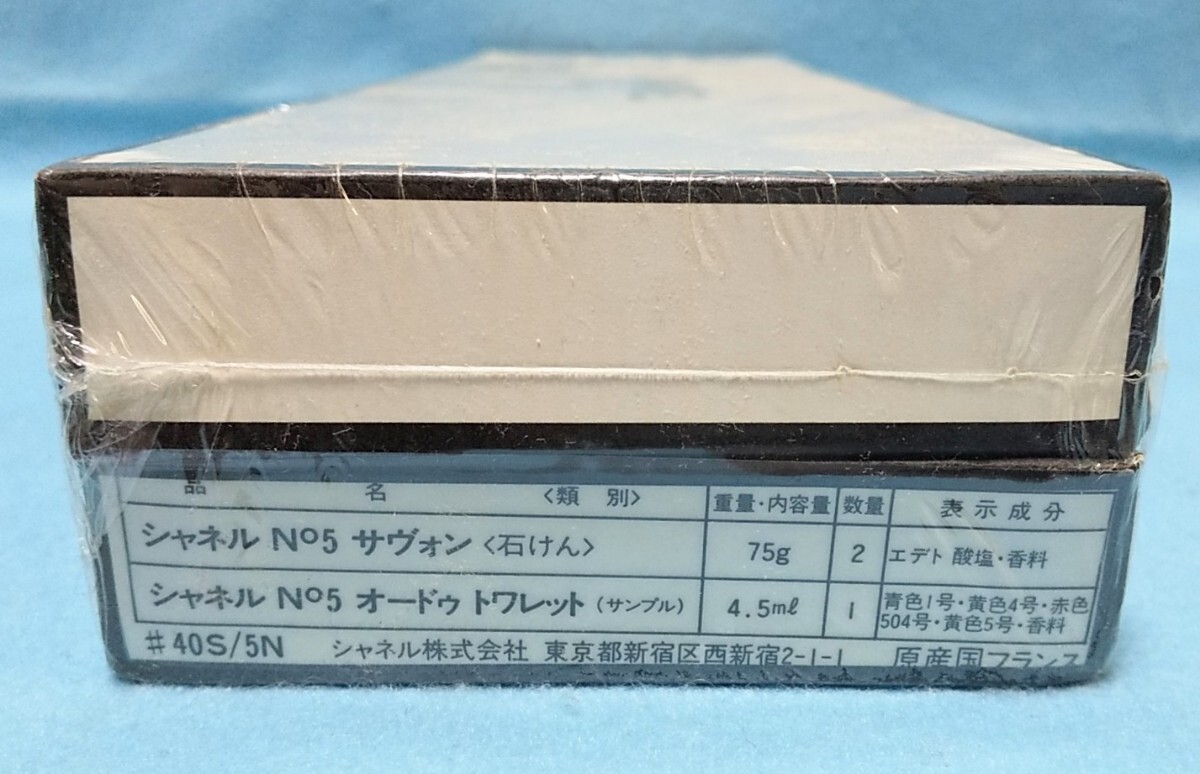 品 名 〈類 別〉 重量・内容量 数量 表示成分
シャネル Nº5 サヴォン〈石けん〉 75g 2 エデト酸塩・香料
シャネル Nº5 オードゥ トワレット（サンプル） 4.5mℓ 1 青色1号・黄色4号・赤色
504号・黄色5号・香料
#40S/5N シャネル株式会社 東京都新宿区西新宿2-1-1 原産国フランス